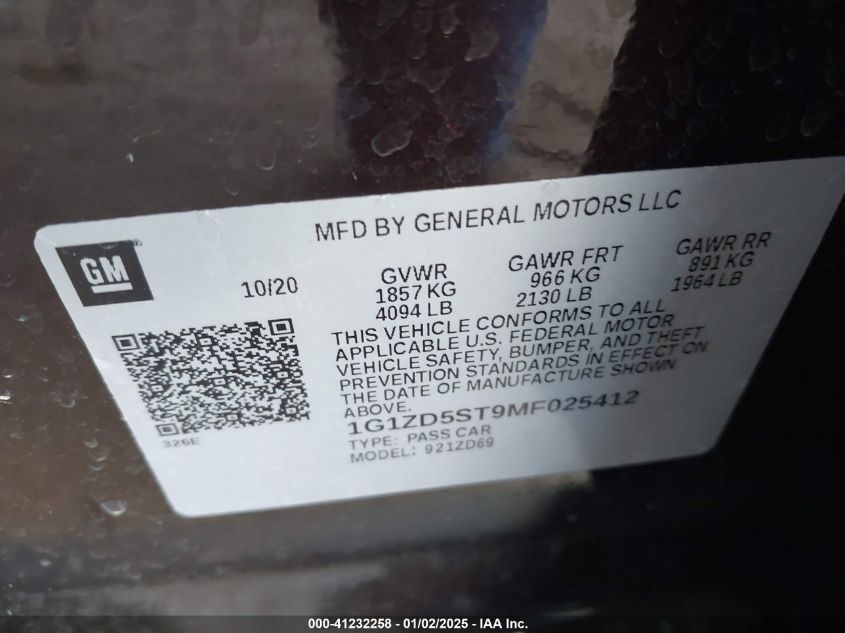 MFD BY GENERAL MOTORS LLC
GM
10/20
GVWR
1857 KG
4094 LB
GAWR FRT
966 KG
2130 LB
GAWR RR
891 KG
1964 LB
THIS VEHICLE CONFORMS TO ALL
APPLICABLE U.S. FEDERAL MOTOR
VEHICLE SAFETY, BUMPER, AND THEFT
PREVENTION STANDARDS IN EFFECT ON
THE DATE OF MANUFACTURE SHOWN
ABOVE.
1G1ZD5ST9MF025412
TYPE: PASS CAR
MODEL: 921ZD69
326E
000-41232258 - 01/02/2025 - IAA Inc.